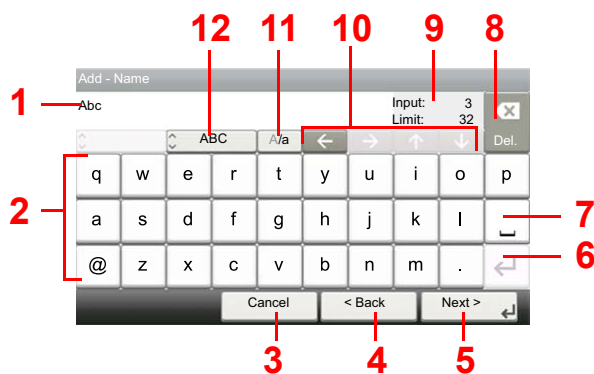 12 11 10 9 8
Add - Name
1 Abc Input: 3
Limit: 32
ABC A/a ← → ↑ ↓ Del.
2 q w e r t y u i o p
a s d f g h j k l 7
@ z x c v b n m . 6
Cancel < Back Next >
3 4 5